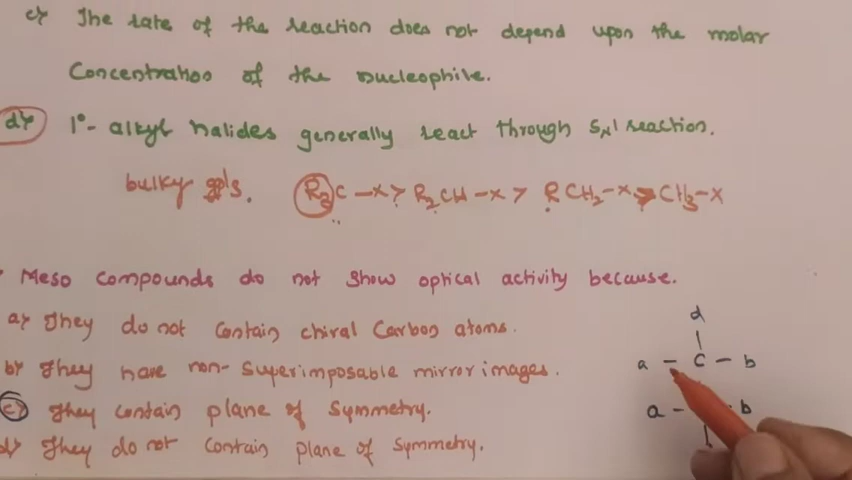 c) The rate of the reaction does not depend upon the molar
Concentration of the nucleophile.
d) 1°- alkyl halides generally react through SN1 reaction.
bulky gps. R3C-X > R2CH-X > RCH2-X > CH3-X
Meso compounds do not show optical activity because.
a) They do not contain chiral Carbon atoms.
b) They have non-Superimposable mirror images.
c) They contain plane of Symmetry.
d) They do not contain plane of Symmetry.
d
a - C - b
a - b